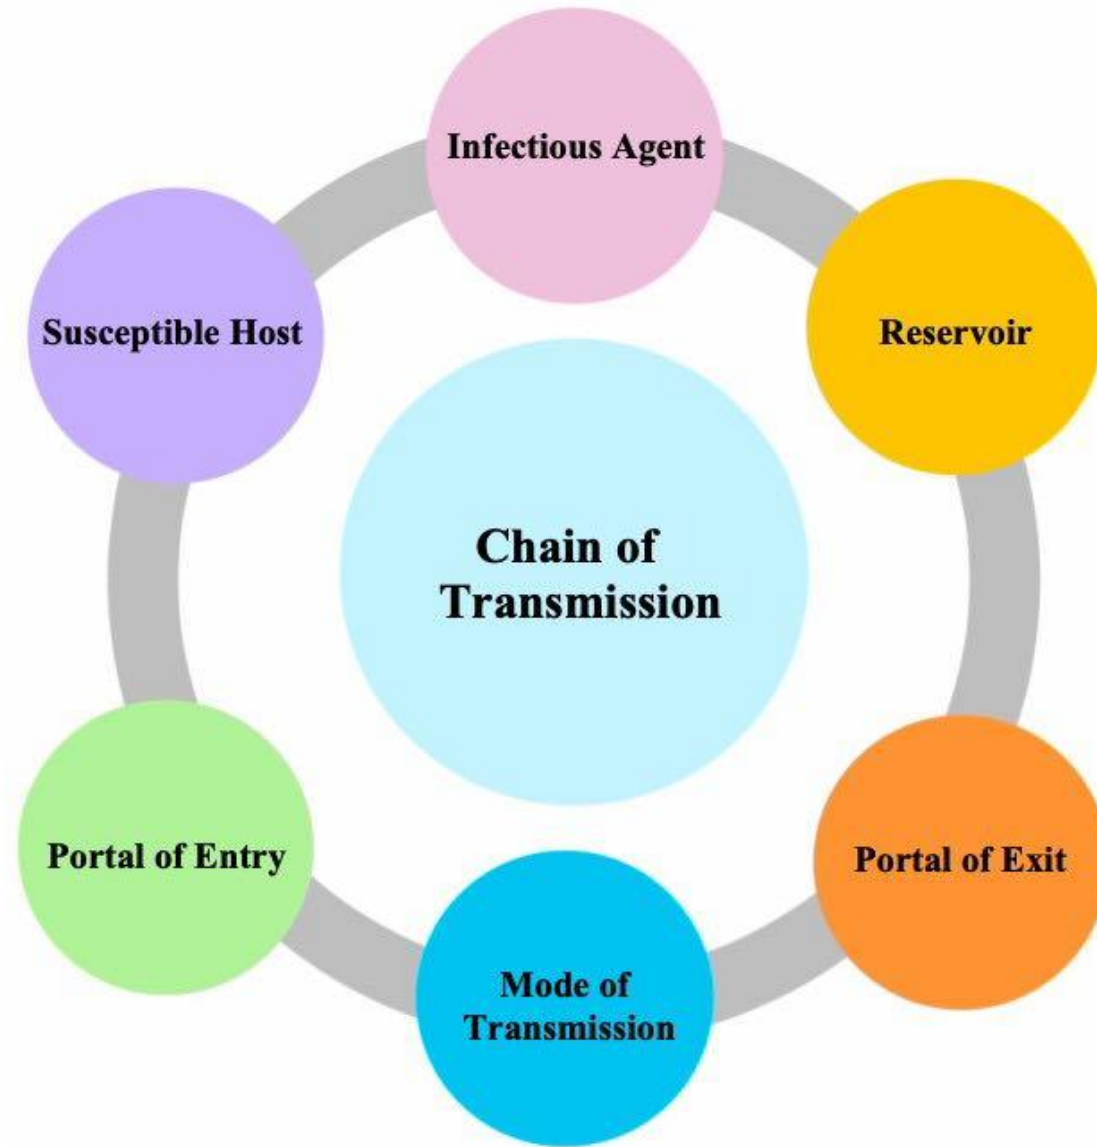 Infectious Agent
Susceptible Host
Reservoir
Chain of
Transmission
Portal of Entry
Portal of Exit
Mode of
Transmission